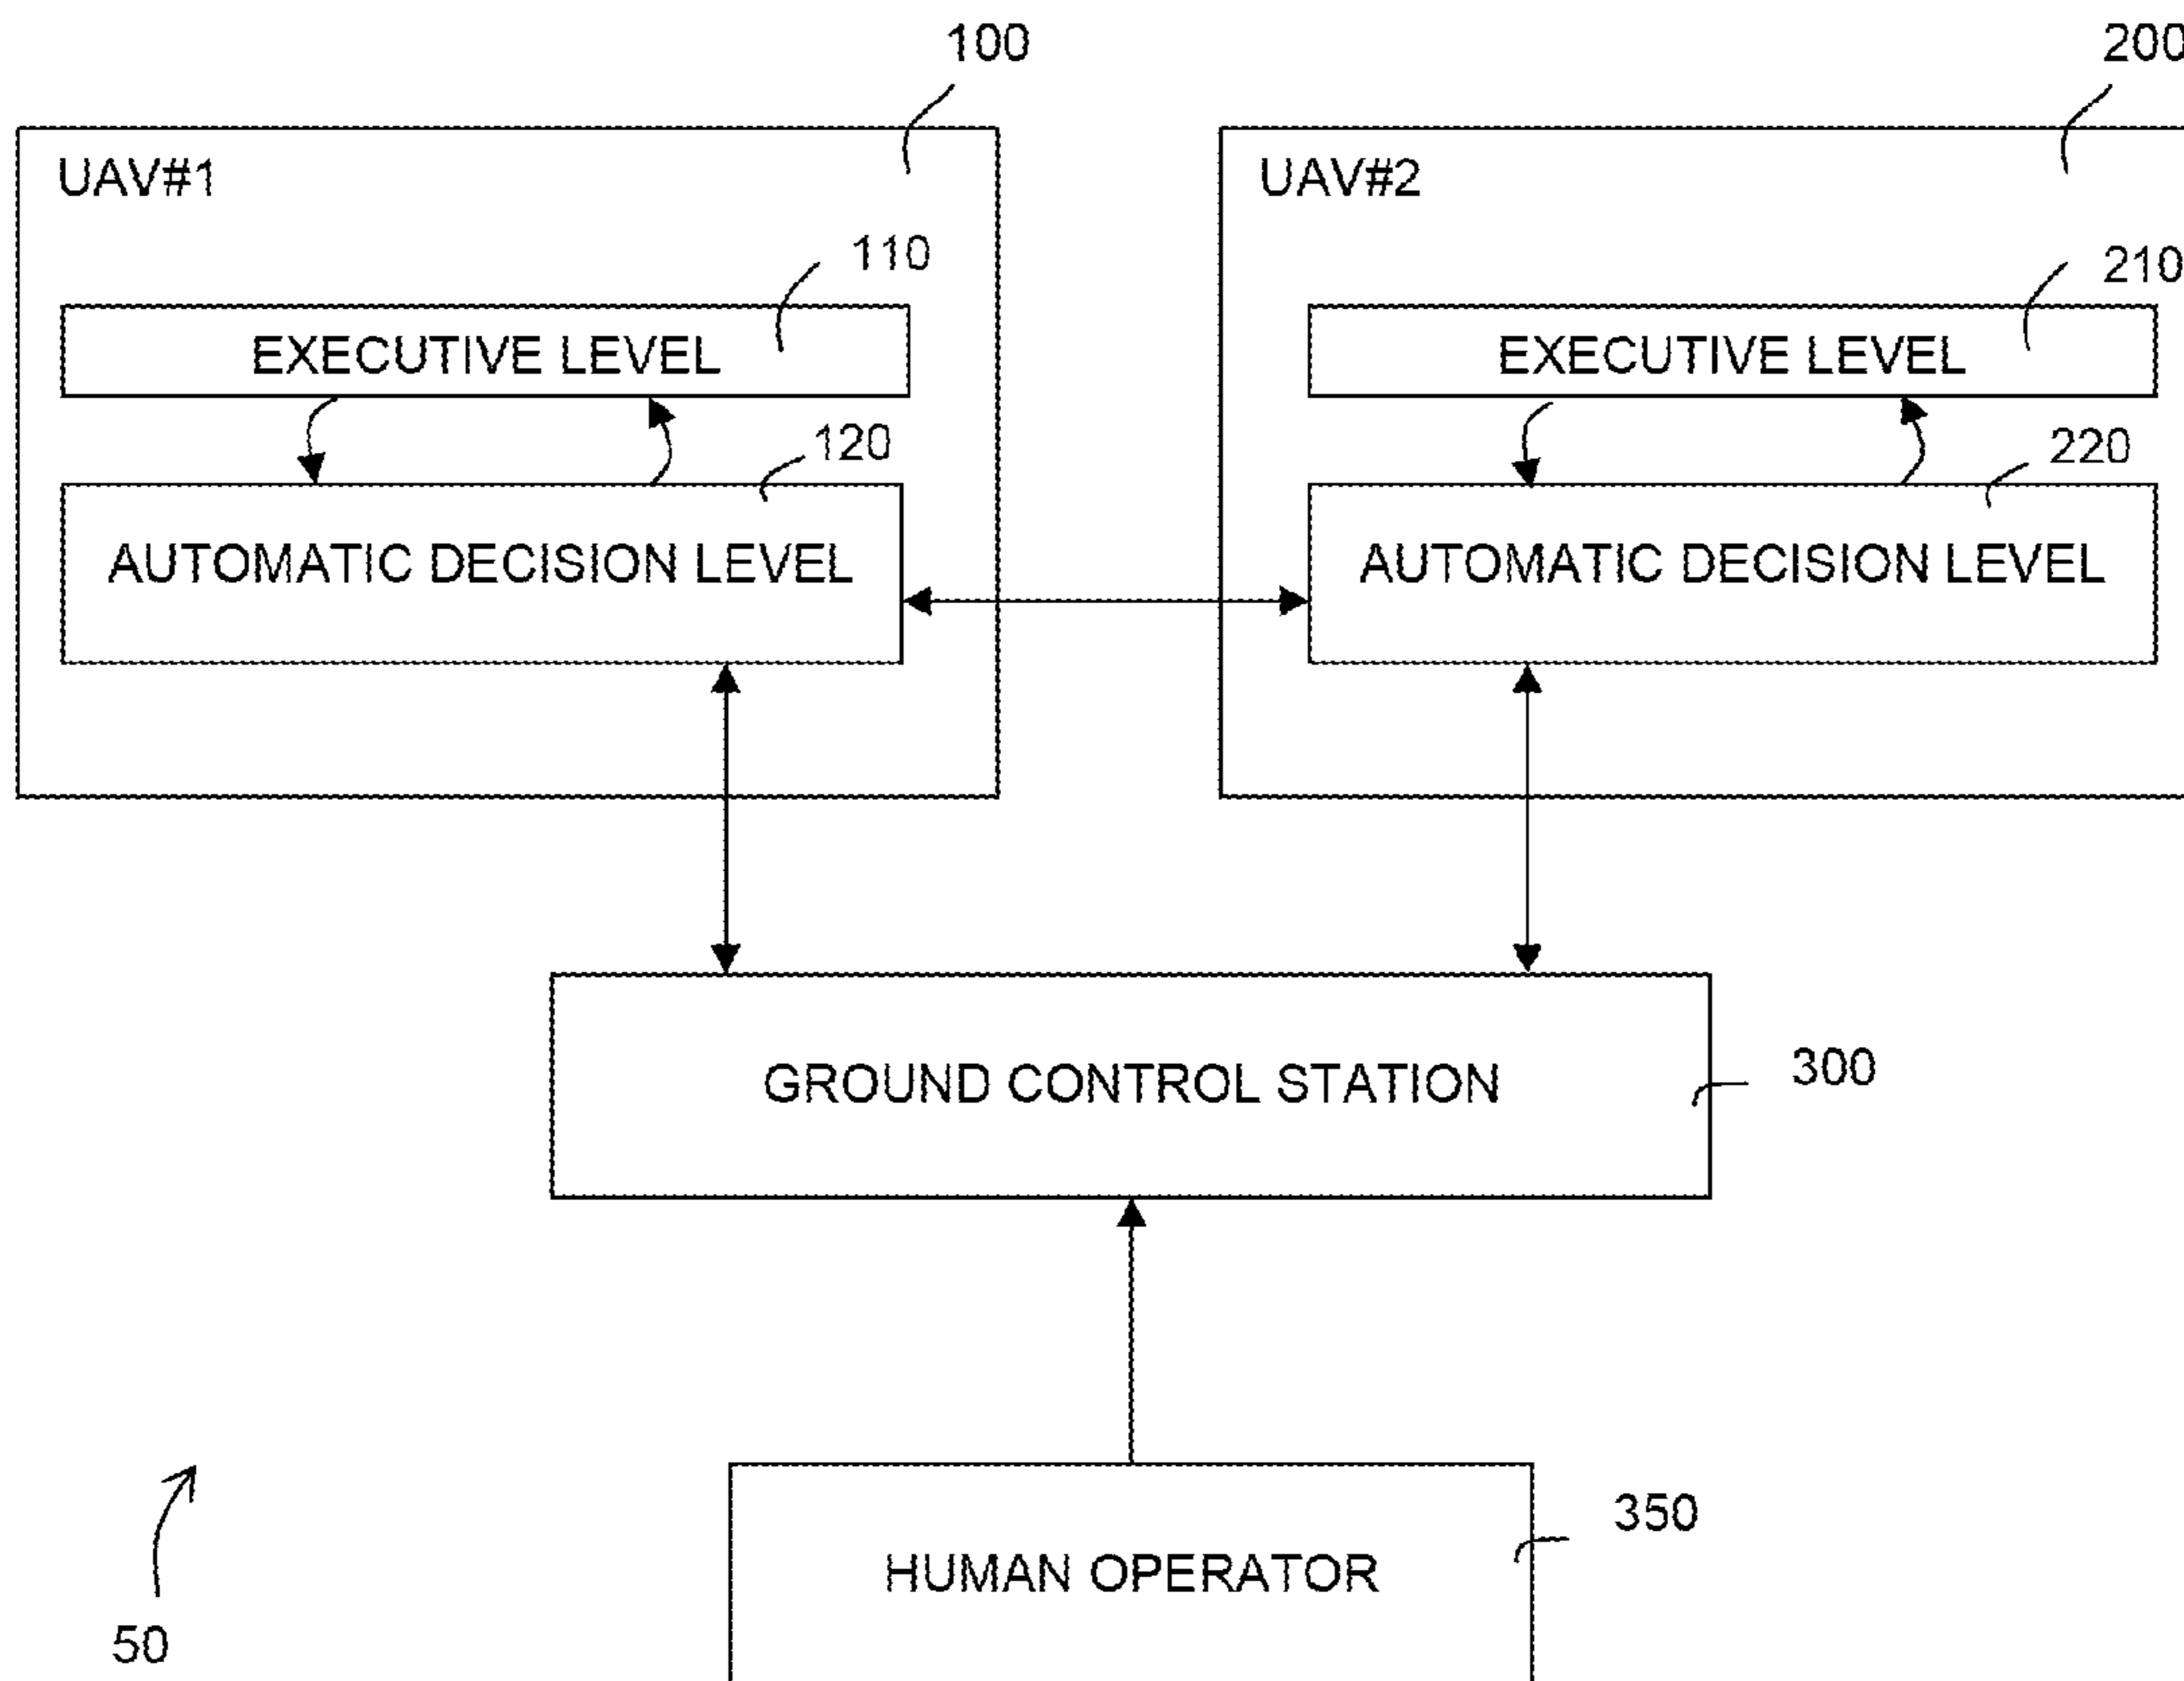 100
200
UAV#1
UAV#2
110
210
EXECUTIVE LEVEL
EXECUTIVE LEVEL
120
220
AUTOMATIC DECISION LEVEL
AUTOMATIC DECISION LEVEL
GROUND CONTROL STATION
300
350
HUMAN OPERATOR
50